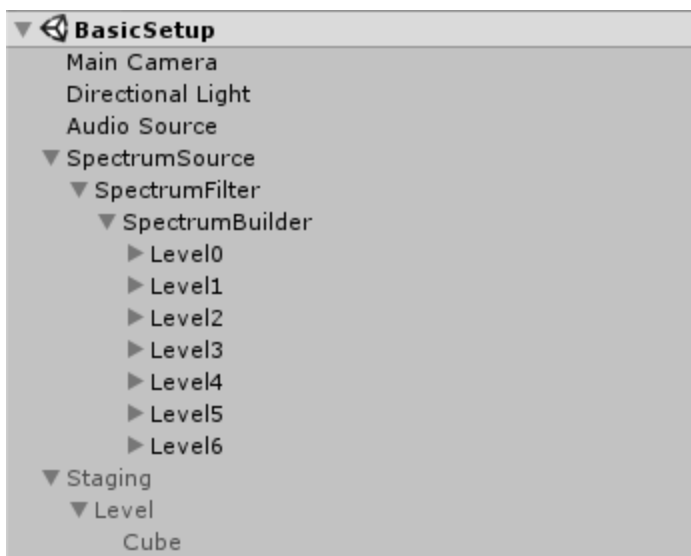 BasicSetup
Main Camera
Directional Light
Audio Source
SpectrumSource
SpectrumFilter
SpectrumBuilder
Level0
Level1
Level2
Level3
Level4
Level5
Level6
Staging
Level
Cube